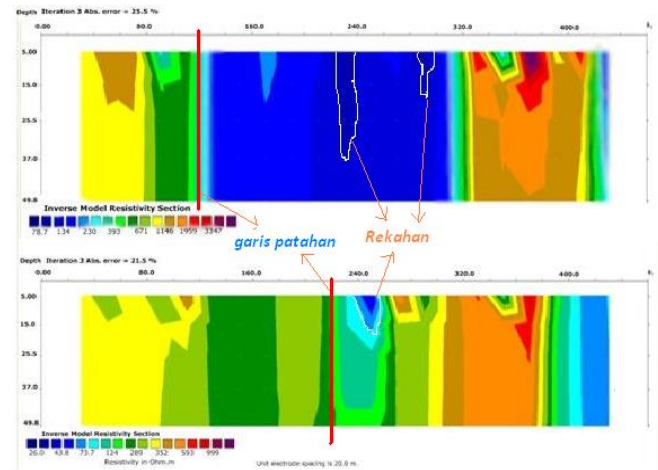 Depth Iteration 3 Abs. error = 25.5 %
0.00 80.0 160.0 240.0 320.0 400.0
5.00
15.0
25.5
37.0
49.8
Inverse Model Resistivity Section
78.7 134 230 393 671 1146 1959 3347
garis patahan
Rekahan
Depth Iteration 3 Abs. error = 21.5 %
0.00 80.0 160.0 240.0 320.0 400.0
5.00
15.0
25.5
37.0
49.8
Inverse Model Resistivity Section
26.0 43.8 73.7 124 209 352 593 999
Resistivity in Ohm.m
Unit electrode spacing is 20.0 m.